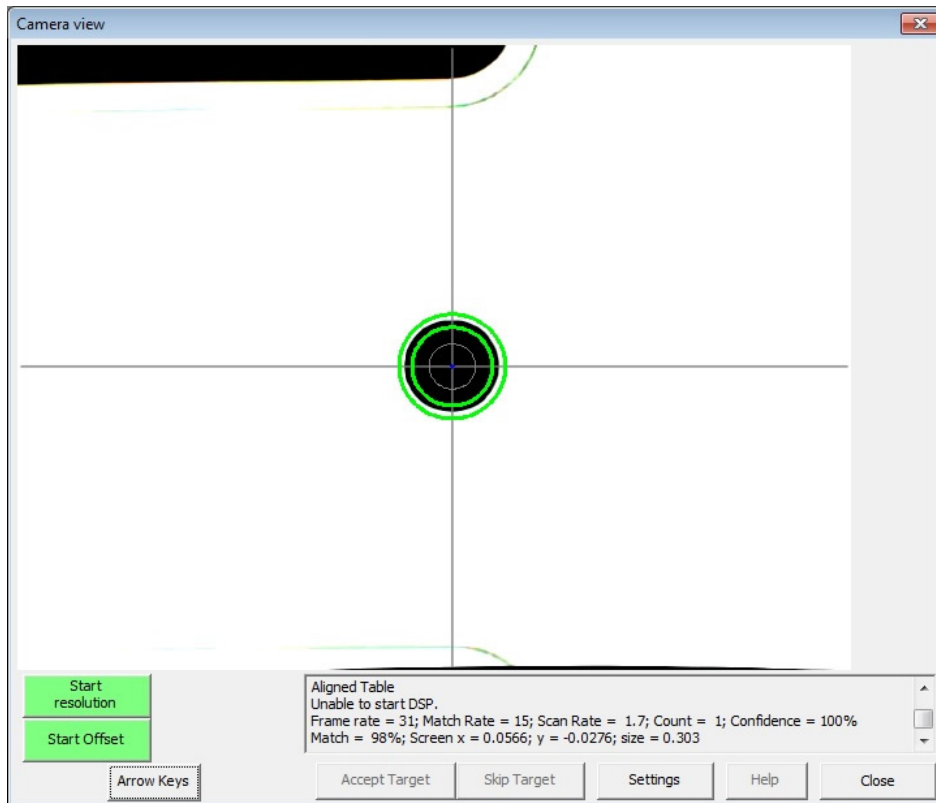 Camera view
Start
resolution
Start Offset
Aligned Table
Unable to start DSP.
Frame rate = 31; Match Rate = 15; Scan Rate =  1.7; Count =  1; Confidence = 100%
Match =  98%; Screen x = 0.0566; y = -0.0276; size = 0.303
Arrow Keys
Accept Target
Skip Target
Settings
Help
Close